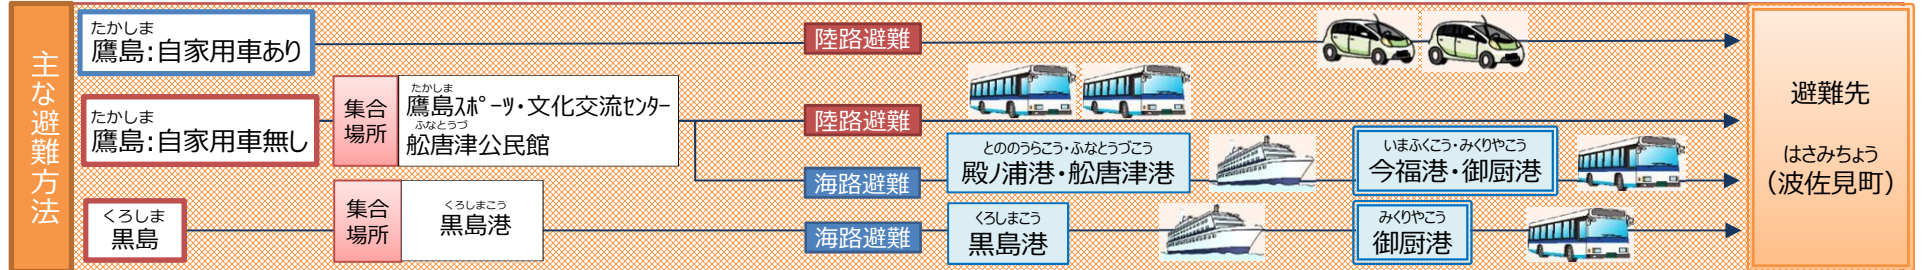 主な避難方法
たかしま
鷹島：自家用車あり
陸路避難
たかしま
鷹島：自家用車無し
集合
場所
たかしま
鷹島ｽﾎﾟｰﾂ・文化交流ｾﾝﾀｰ
ふなとうづ
舩唐津公民館
陸路避難
海路避難
とののうらこう・ふなとうづこう
殿ﾉ浦港・舩唐津港
いまふくこう・みくりやこう
今福港・御厨港
くろしま
黒島
集合
場所
くろしまこう
黒島港
海路避難
くろしまこう
黒島港
みくりやこう
御厨港
避難先
はさみちょう
（波佐見町）